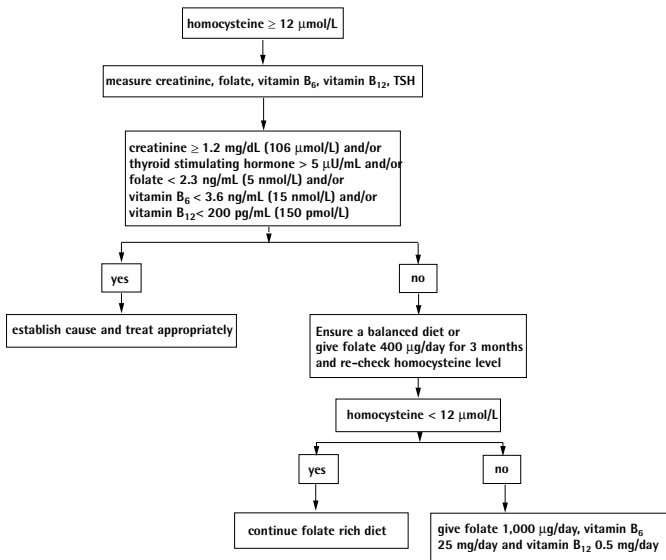 homocysteine ≥ 12 μmol/L
measure creatinine, folate, vitamin B₆, vitamin B₁₂, TSH
creatinine ≥ 1.2 mg/dL (106 μmol/L) and/or
thyroid stimulating hormone > 5 μU/mL and/or
folate < 2.3 ng/mL (5 nmol/L) and/or
vitamin B₆ < 3.6 ng/mL (15 nmol/L) and/or
vitamin B₁₂< 200 pg/mL (150 pmol/L)
yes
no
establish cause and treat appropriately
Ensure a balanced diet or
give folate 400 μg/day for 3 months
and re-check homocysteine level
homocysteine < 12 μmol/L
yes
no
continue folate rich diet
give folate 1,000 μg/day, vitamin B₆
25 mg/day and vitamin B₁₂ 0.5 mg/day